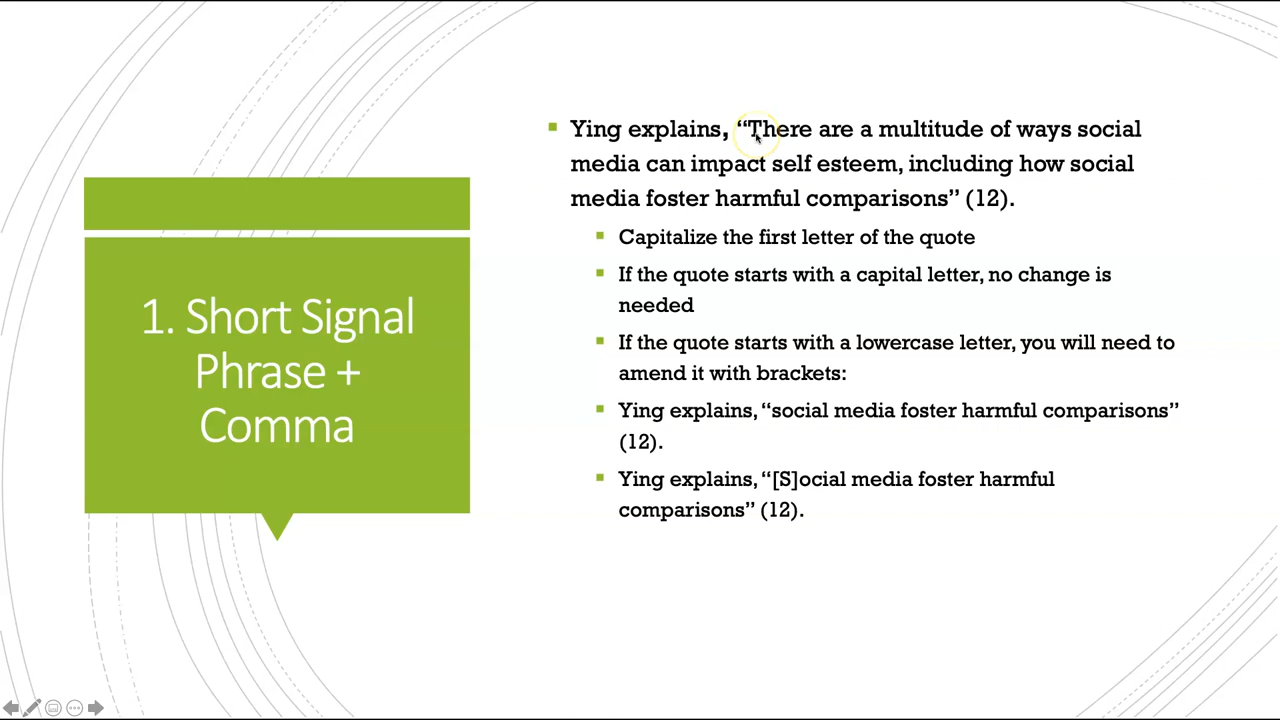 1. Short Signal
Phrase +
Comma
Ying explains, “There are a multitude of ways social
media can impact self esteem, including how social
media foster harmful comparisons” (12).
Capitalize the first letter of the quote
If the quote starts with a capital letter, no change is
needed
If the quote starts with a lowercase letter, you will need to
amend it with brackets:
Ying explains, “social media foster harmful comparisons”
(12).
Ying explains, “[S]ocial media foster harmful
comparisons” (12).